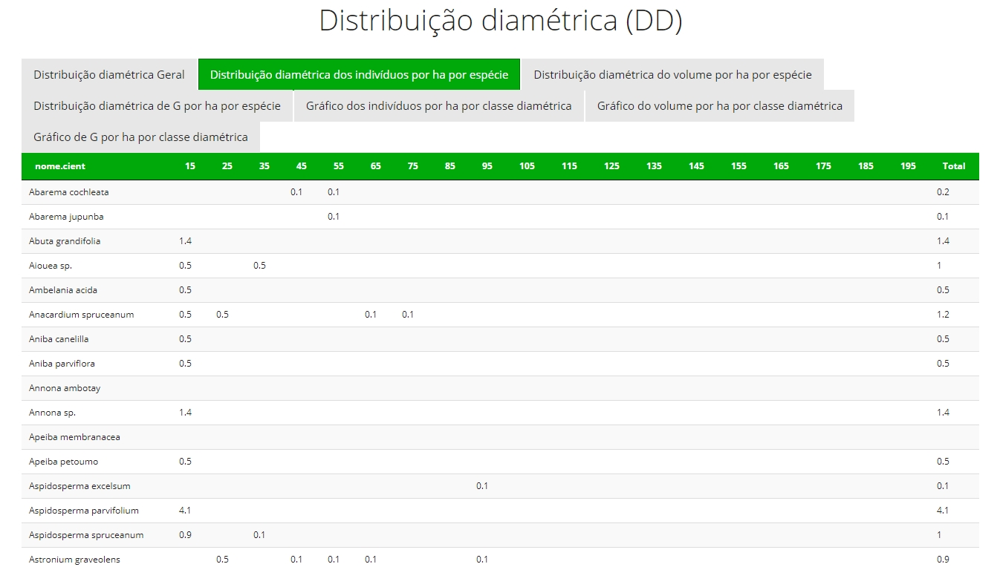 Distribuição diamétrica (DD)
Distribuição diamétrica Geral Distribuição diamétrica dos indivíduos por ha por espécie Distribuição diamétrica do volume por ha por espécie
Distribuição diamétrica de G por ha por espécie Gráfico dos indivíduos por ha por classe diamétrica Gráfico do volume por ha por classe diamétrica
Gráfico de G por ha por classe diamétrica
nome.cient 15 25 35 45 55 65 75 85 95 105 115 125 135 145 155 165 175 185 195 Total
Abarema cochleata 0.1 0.1 0.2
Abarema jupunba 0.1 0.1
Abuta grandifolia 1.4 1.4
Aiouea sp. 0.5 0.5 1
Ambelania acida 0.5 0.5
Anacardium spruceanum 0.5 0.5 0.1 0.1 1.2
Aniba canelilla 0.5 0.5
Aniba parviflora 0.5 0.5
Annona ambotay
Annona sp. 1.4 1.4
Apeiba membranacea
Apeiba petoumo 0.5 0.5
Aspidosperma excelsum 0.1 0.1
Aspidosperma parvifolium 4.1 4.1
Aspidosperma spruceanum 0.9 0.1 1
Astronium graveolens 0.5 0.1 0.1 0.1 0.1 0.9